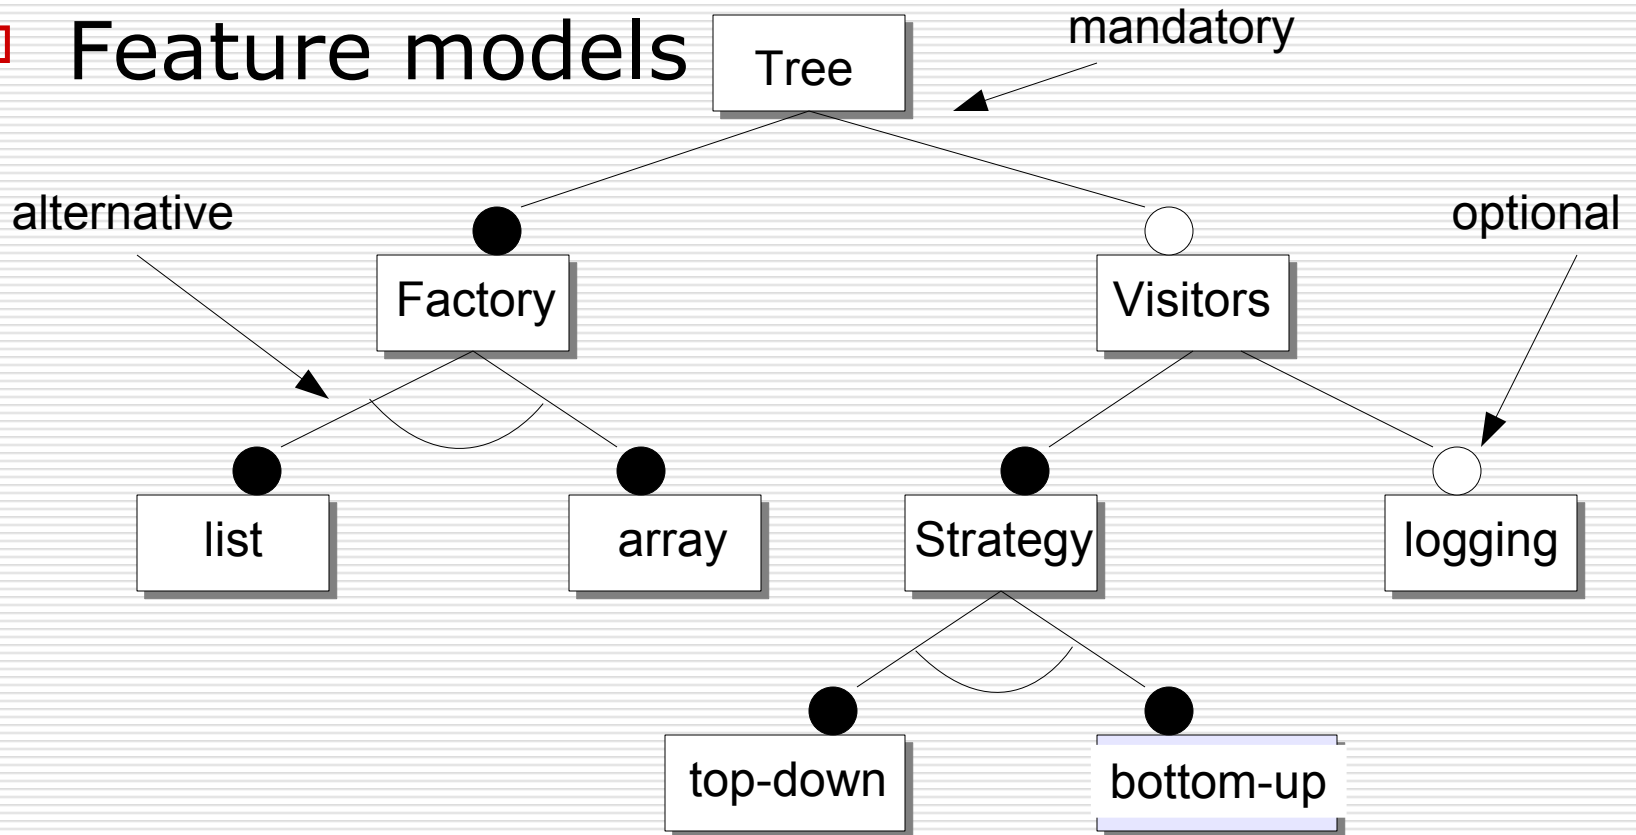 Feature models
Tree
mandatory
alternative
optional
Factory
Visitors
list
array
Strategy
logging
top-down
bottom-up